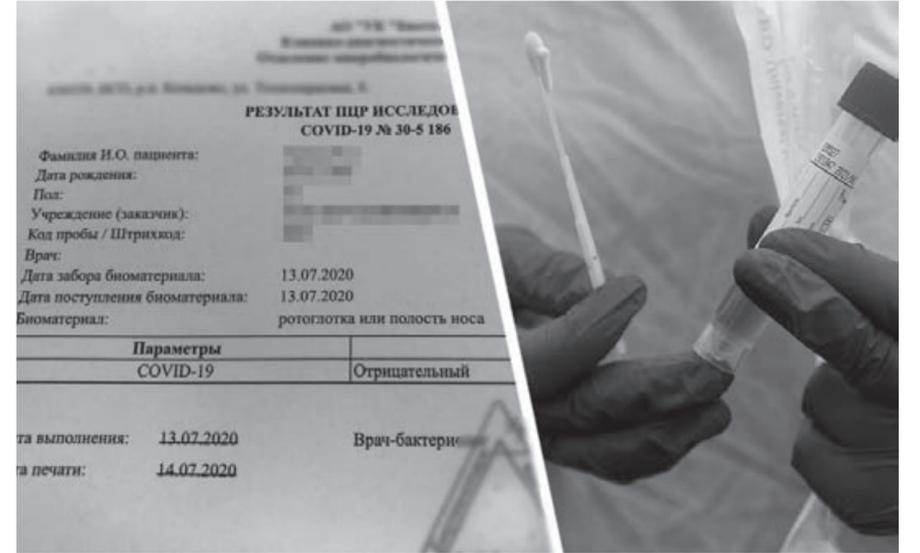 РЕЗУЛЬТАТ ПЦР ИССЛЕДОВ
COVID-19 № 30-5 186
Фамилия И.О. пациента:
Дата рождения:
Пол:
Учреждение (заказчик):
Код пробы / Штрихкод:
Врач:
Дата забора биоматериала: 13.07.2020
Дата поступления биоматериала: 13.07.2020
Биоматериал: ротоглотка или полость носа
Параметры
COVID-19 Отрицательный
та выполнения: 13.07.2020 Врач-бактери
а печати: 14.07.2020